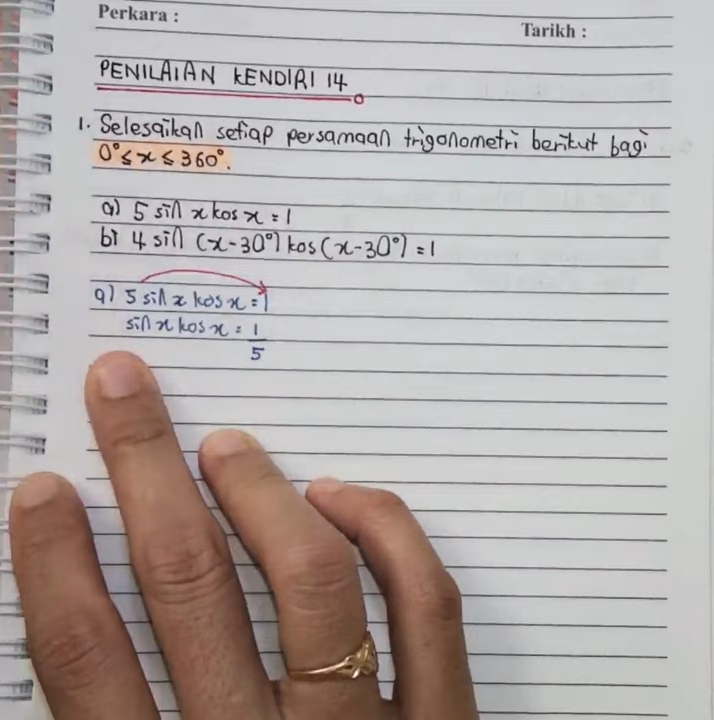 Perkara :
Tarikh :
PENILAIAN KENDIRI 14
1. Selesaikan setiap persamaan trigonometri berikut bagi
0° ≤ x ≤ 360°.
a) 5 sin x kos x = 1
b) 4 sin (x-30°) kos (x-30°) = 1
a) 5 sin x kos x = 1
sin x kos x = 1
5